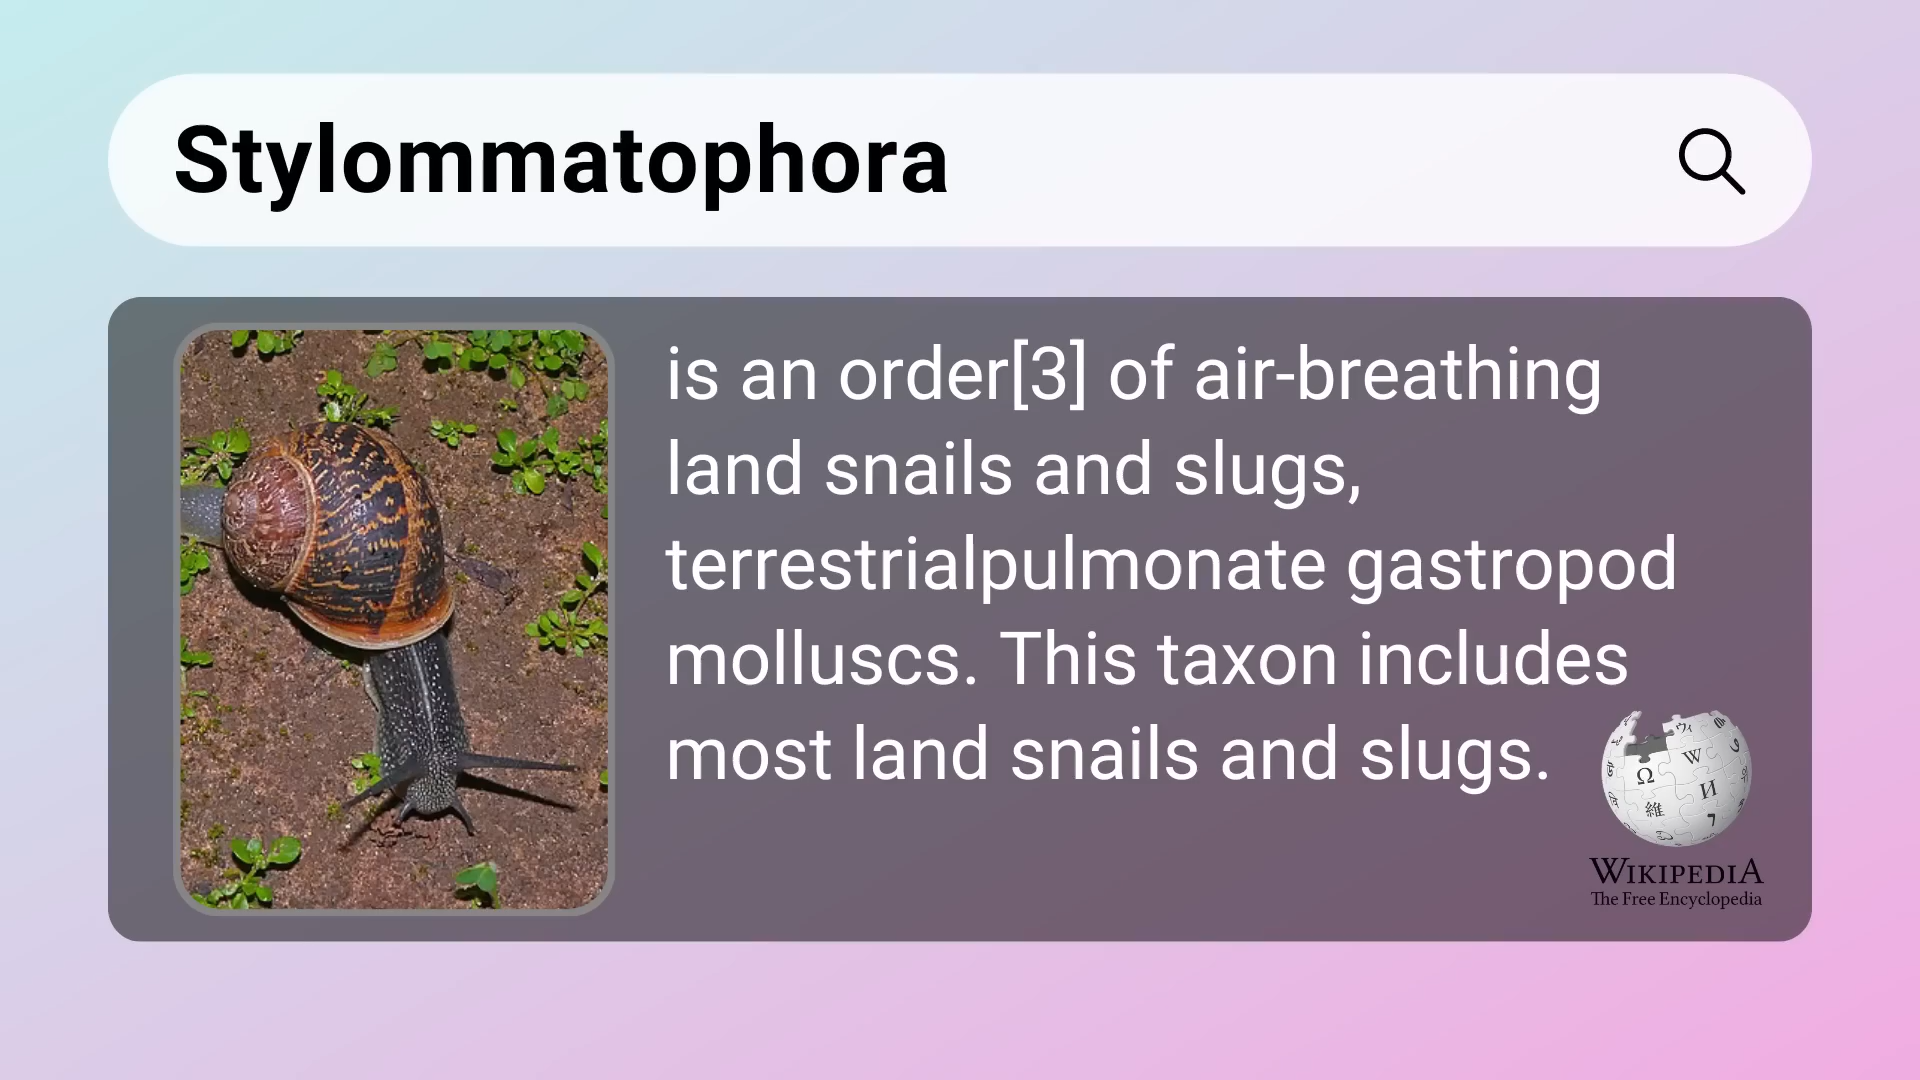 Stylommatophora
is an order[3] of air-breathing
land snails and slugs,
terrestrialpulmonate gastropod
molluscs. This taxon includes
most land snails and slugs.
Ω W И 維
WIKIPEDIA
The Free Encyclopedia